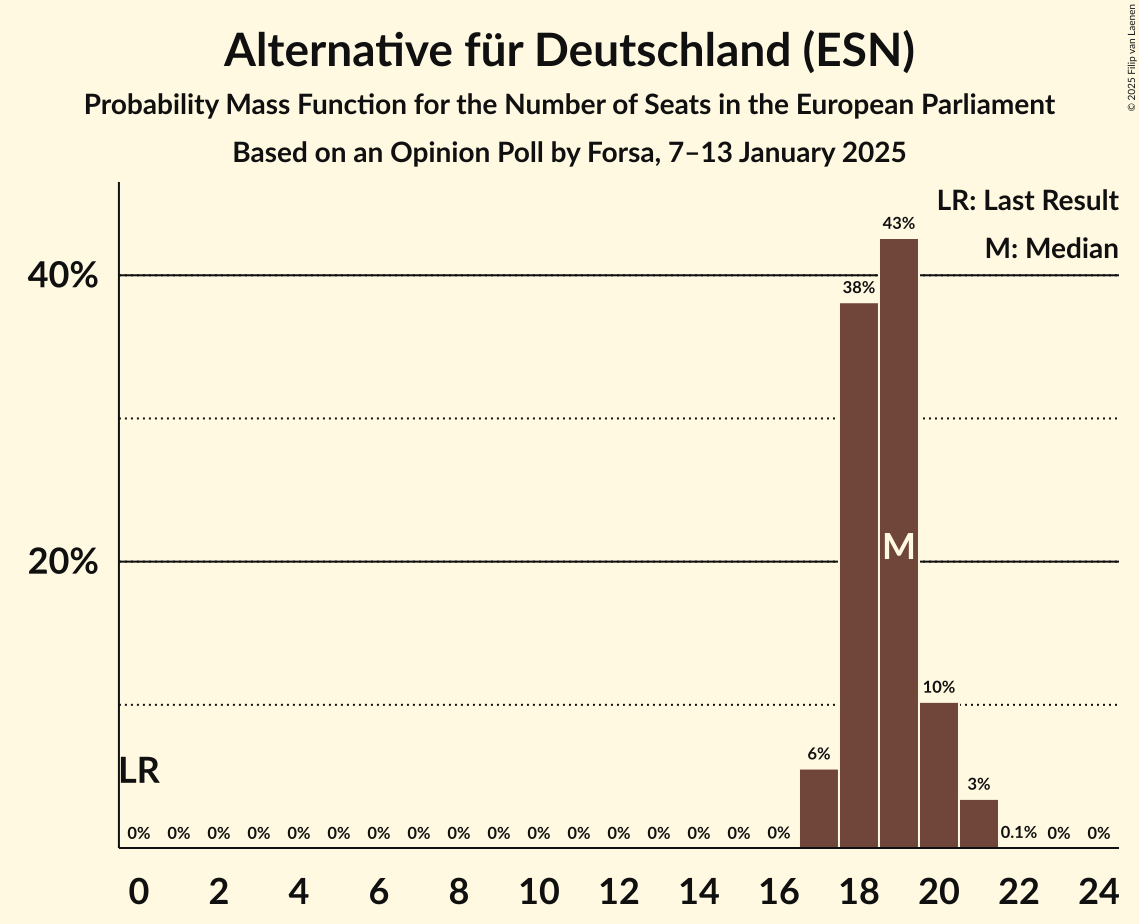 Alternative für Deutschland (ESN)
Probability Mass Function for the Number of Seats in the European Parliament
Based on an Opinion Poll by Forsa, 7–13 January 2025
© 2025 Filip van Laenen
LR: Last Result
M: Median
43%
40%
38%
M
20%
10%
6%
LR
3%
0% 0% 0% 0% 0% 0% 0% 0% 0% 0% 0% 0% 0% 0% 0% 0% 0% 0.1% 0% 0%
0 2 4 6 8 10 12 14 16 18 20 22 24